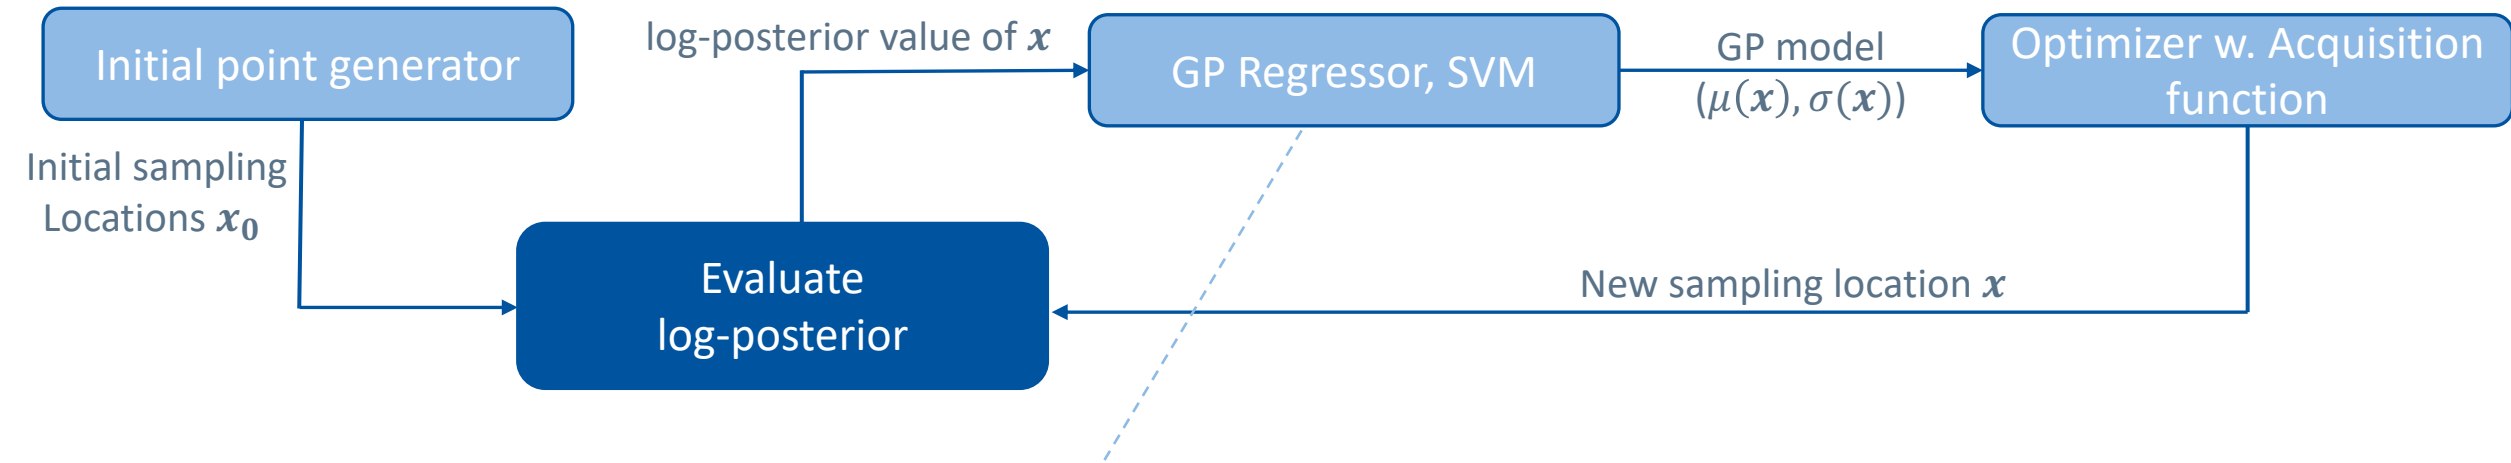 Initial point generator
Initial sampling
Locations x₀
Evaluate
log-posterior
log-posterior value of x
GP Regressor, SVM
GP model
(μ(x), σ(x))
Optimizer w. Acquisition
function
New sampling location x